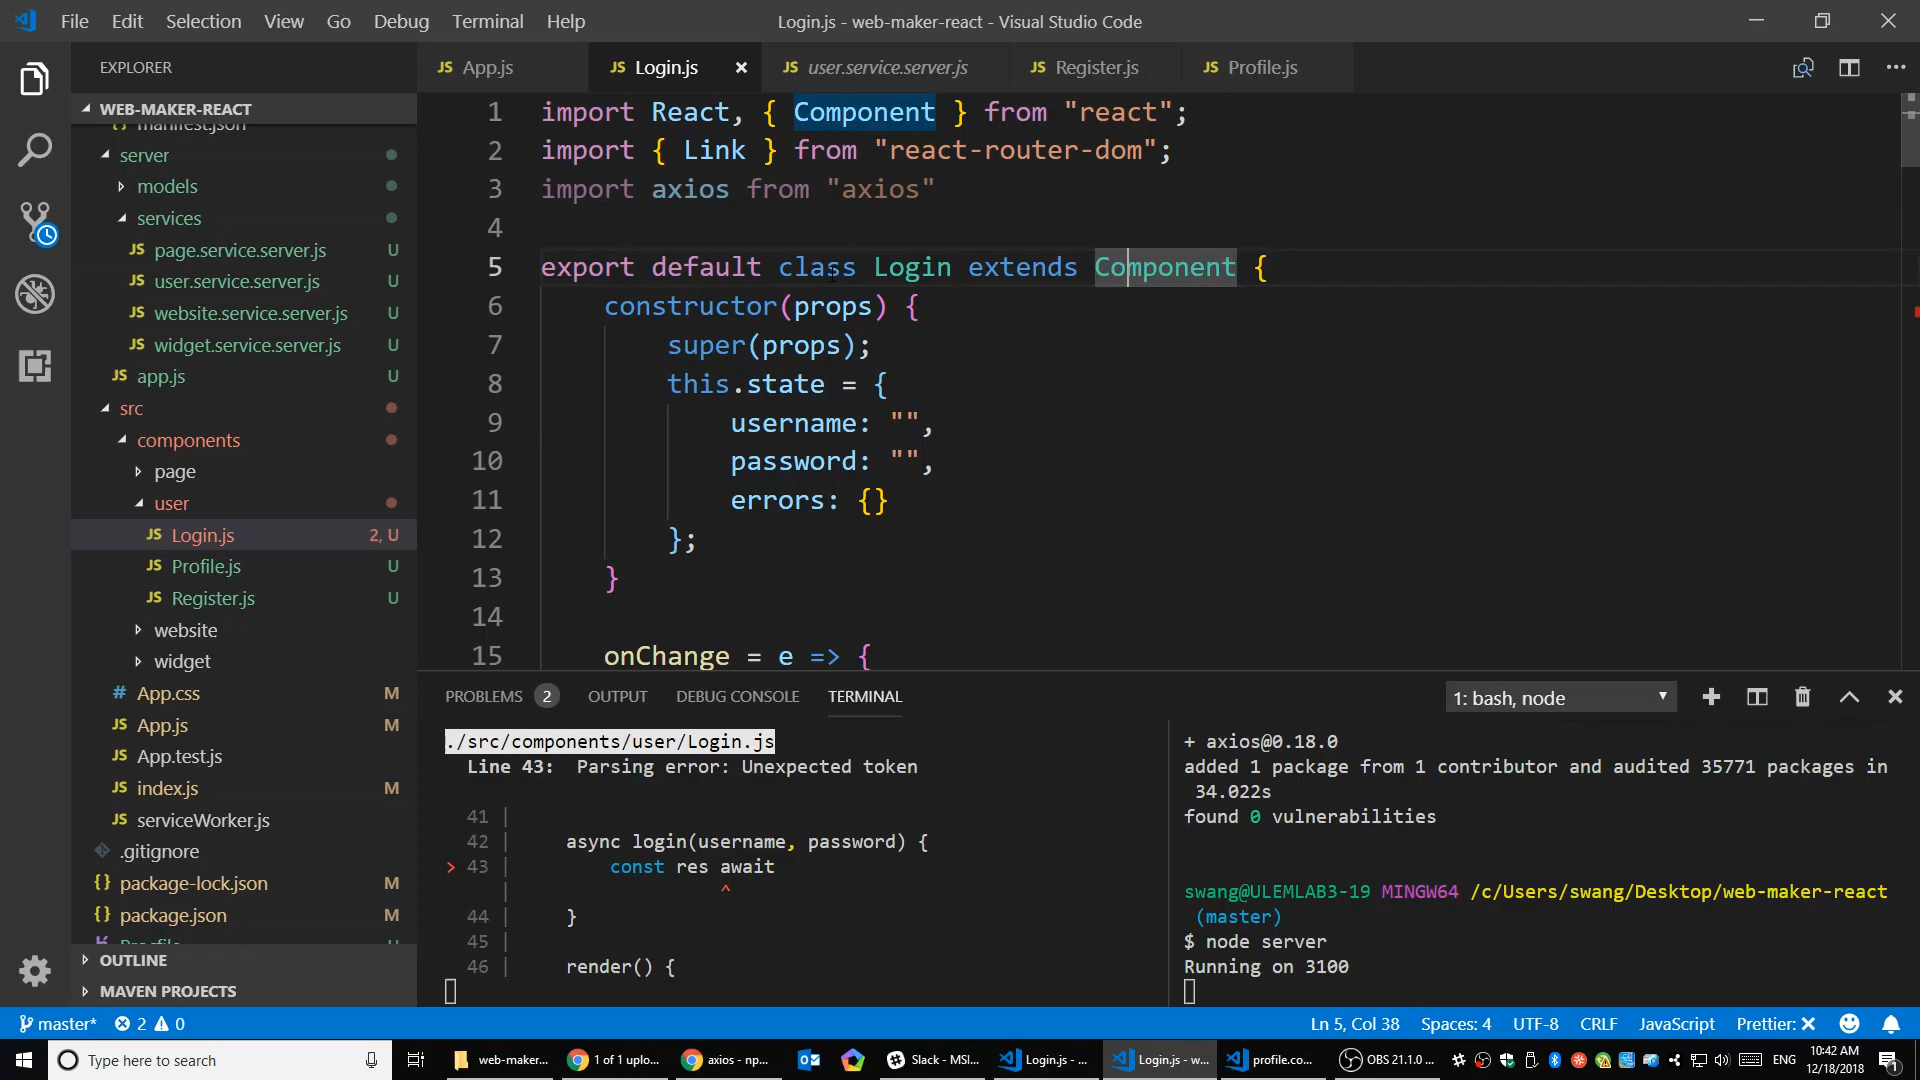 File Edit Selection View Go Debug Terminal Help
Login.js - web-maker-react - Visual Studio Code
EXPLORER
WEB-MAKER-REACT
manifest.json
server
models
services
page.service.server.js U
user.service.server.js U
website.service.server.js U
widget.service.server.js U
JS app.js U
src
components
page
user
JS Login.js 2, U
JS Profile.js U
JS Register.js U
website
widget
# App.css M
JS App.js M
JS App.test.js
JS index.js M
JS serviceWorker.js
.gitignore
{} package-lock.json M
{} package.json M
OUTLINE
MAVEN PROJECTS
JS App.js
JS Login.js
JS user.service.server.js
JS Register.js
JS Profile.js
1 import React, { Component } from "react";
2 import { Link } from "react-router-dom";
3 import axios from "axios"
4
5 export default class Login extends Component {
6 constructor(props) {
7 super(props);
8 this.state = {
9 username: "",
10 password: "",
11 errors: {}
12 };
13 }
14
15 onChange = e => {
PROBLEMS 2 OUTPUT DEBUG CONSOLE TERMINAL
1: bash, node
./src/components/user/Login.js
Line 43: Parsing error: Unexpected token
41 |
42 | async login(username, password) {
> 43 | const res await
| ^
44 | }
45 |
46 | render() {
+ axios@0.18.0
added 1 package from 1 contributor and audited 35771 packages in
34.022s
found 0 vulnerabilities
swang@ULEMLAB3-19 MINGW64 /c/Users/swang/Desktop/web-maker-react
(master)
$ node server
Running on 3100
master* 2 0
Ln 5, Col 38 Spaces: 4 UTF-8 CRLF JavaScript Prettier: ×
Type here to search
web-maker...
1 of 1 uplo...
axios - np...
Slack - MSI...
Login.js - ...
Login.js - w...
profile.co...
OBS 21.1.0 ...
ENG
10:42 AM
12/18/2018
1